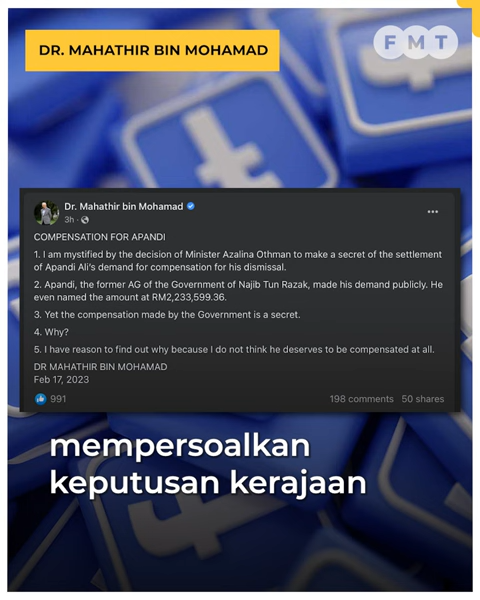 DR. MAHATHIR BIN MOHAMAD
FMT
Dr. Mahathir bin Mohamad
3h ·
COMPENSATION FOR APANDI
1. I am mystified by the decision of Minister Azalina Othman to make a secret of the settlement
of Apandi Ali's demand for compensation for his dismissal.
2. Apandi, the former AG of the Government of Najib Tun Razak, made his demand publicly. He
even named the amount at RM2,233,599.36.
3. Yet the compensation made by the Government is a secret.
4. Why?
5. I have reason to find out why because I do not think he deserves to be compensated at all.
DR MAHATHIR BIN MOHAMAD
Feb 17, 2023
991
198 comments 50 shares
mempersoalkan
keputusan kerajaan